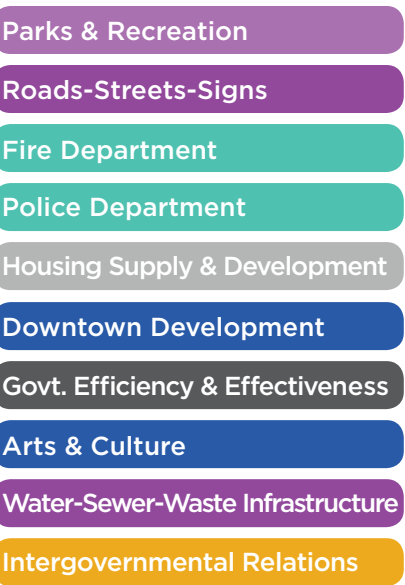 Parks & Recreation
Roads-Streets-Signs
Fire Department
Police Department
Housing Supply & Development
Downtown Development
Govt. Efficiency & Effectiveness
Arts & Culture
Water-Sewer-Waste Infrastructure
Intergovernmental Relations